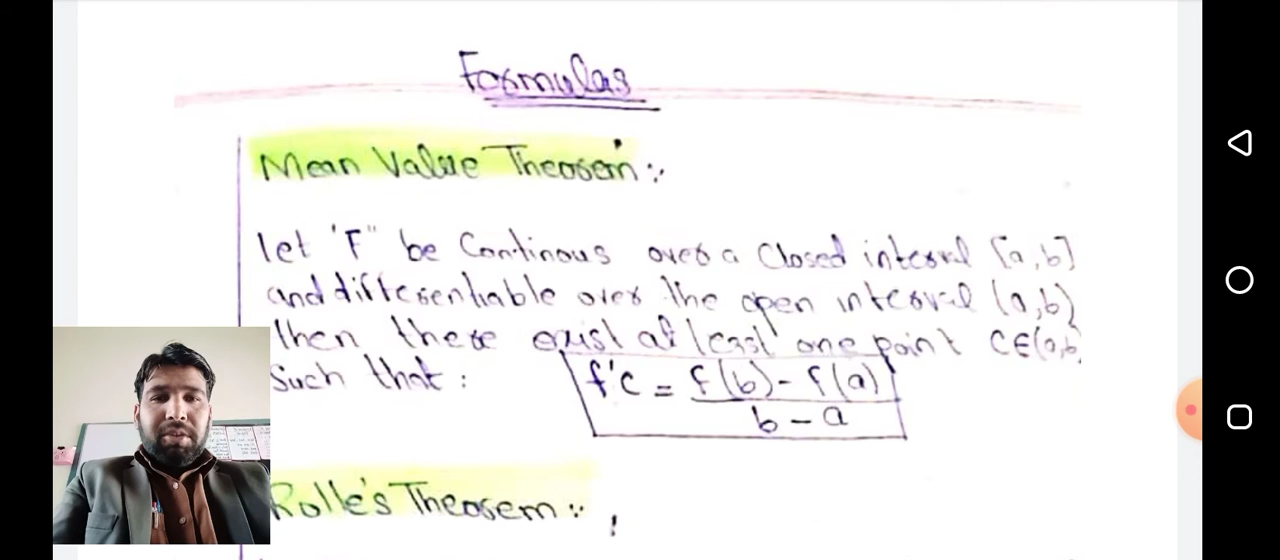 Formulas
Mean Value Theorem :.
let 'F" be Continous over a Closed interval [a,b]
and differentiable over the open interval (a,b)
then there exist at least one point C∈(a,b
Such that : f'c = f(b) - f(a)
b - a
Rolle's Theorem :.